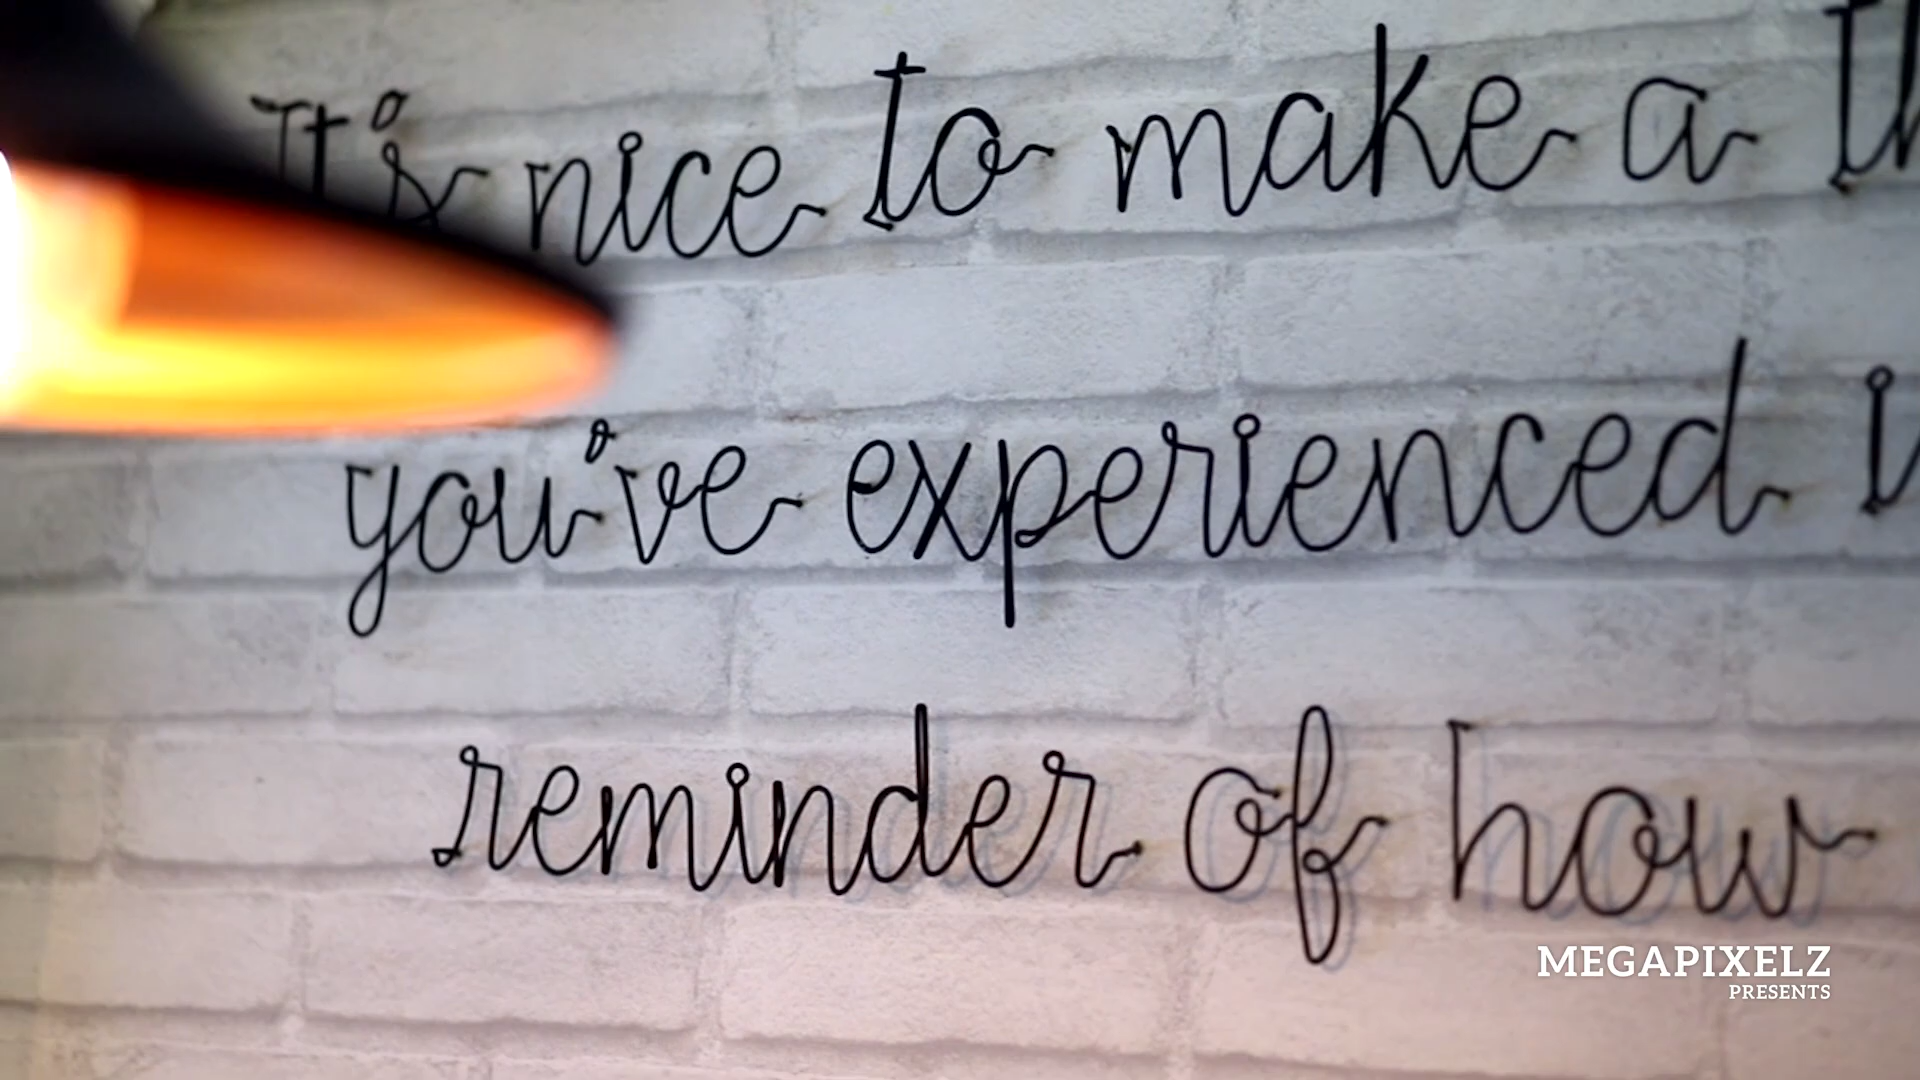 It's nice to make a
you've experienced
reminder of how
MEGAPIXELZ
PRESENTS